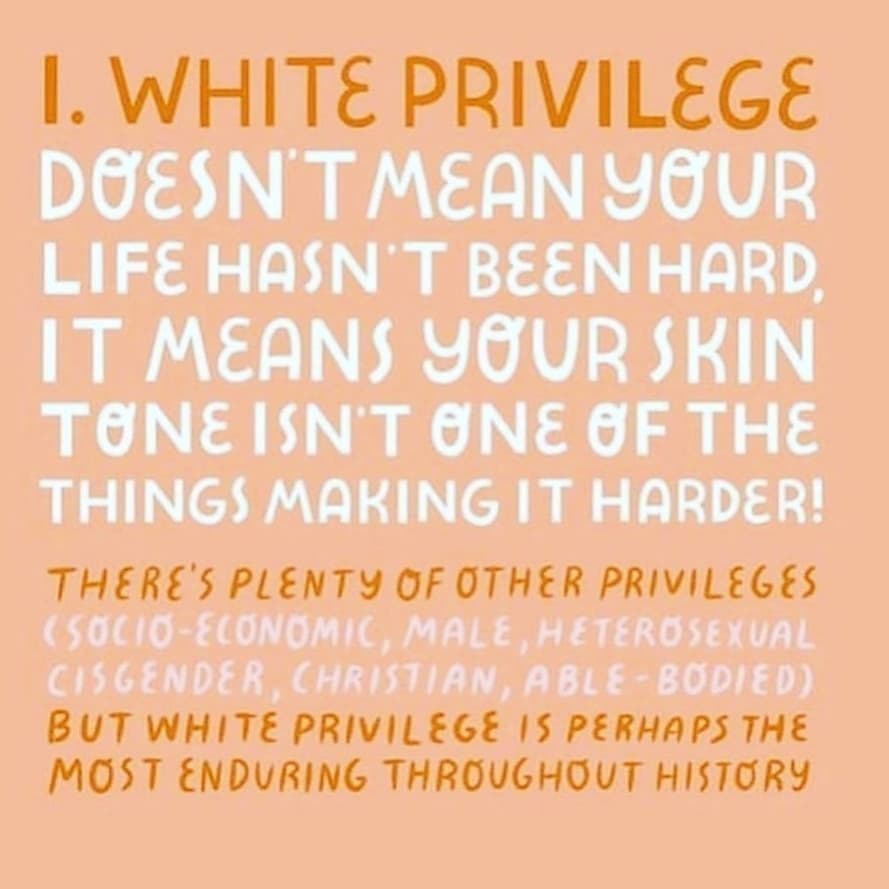 1. WHITE PRIVILEGE
DOESN'T MEAN YOUR
LIFE HASN'T BEEN HARD,
IT MEANS YOUR SKIN
TONE ISN'T ONE OF THE
THINGS MAKING IT HARDER!
THERE'S PLENTY OF OTHER PRIVILEGES
(SOCIO-ECONOMIC, MALE, HETEROSEXUAL
CISGENDER, CHRISTIAN, ABLE-BODIED)
BUT WHITE PRIVILEGE IS PERHAPS THE
MOST ENDURING THROUGHOUT HISTORY